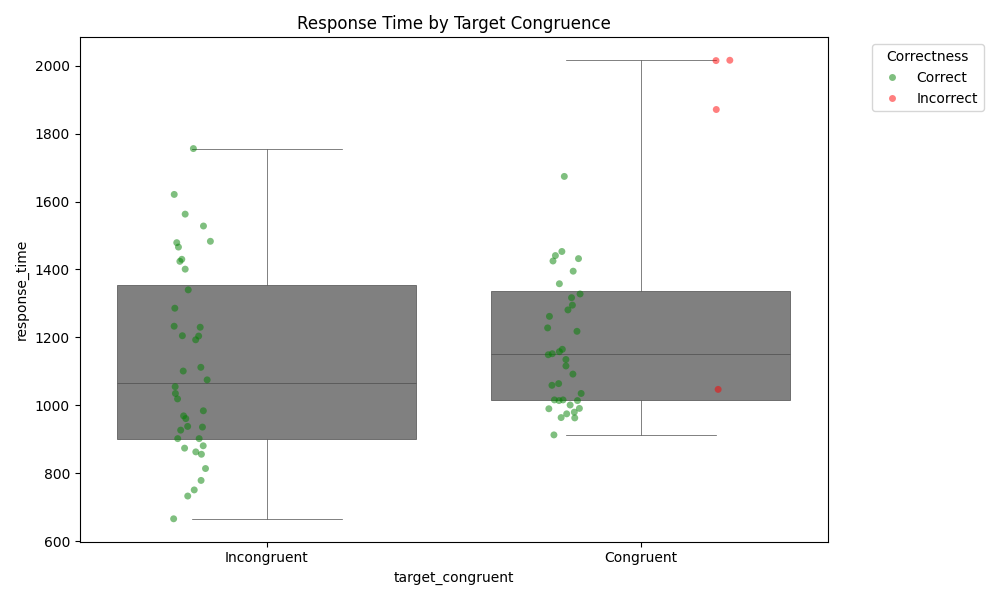 Response Time by Target Congruence
response_time
2000
1800
1600
1400
1200
1000
800
600
Incongruent
Congruent
target_congruent
Correctness
Correct
Incorrect